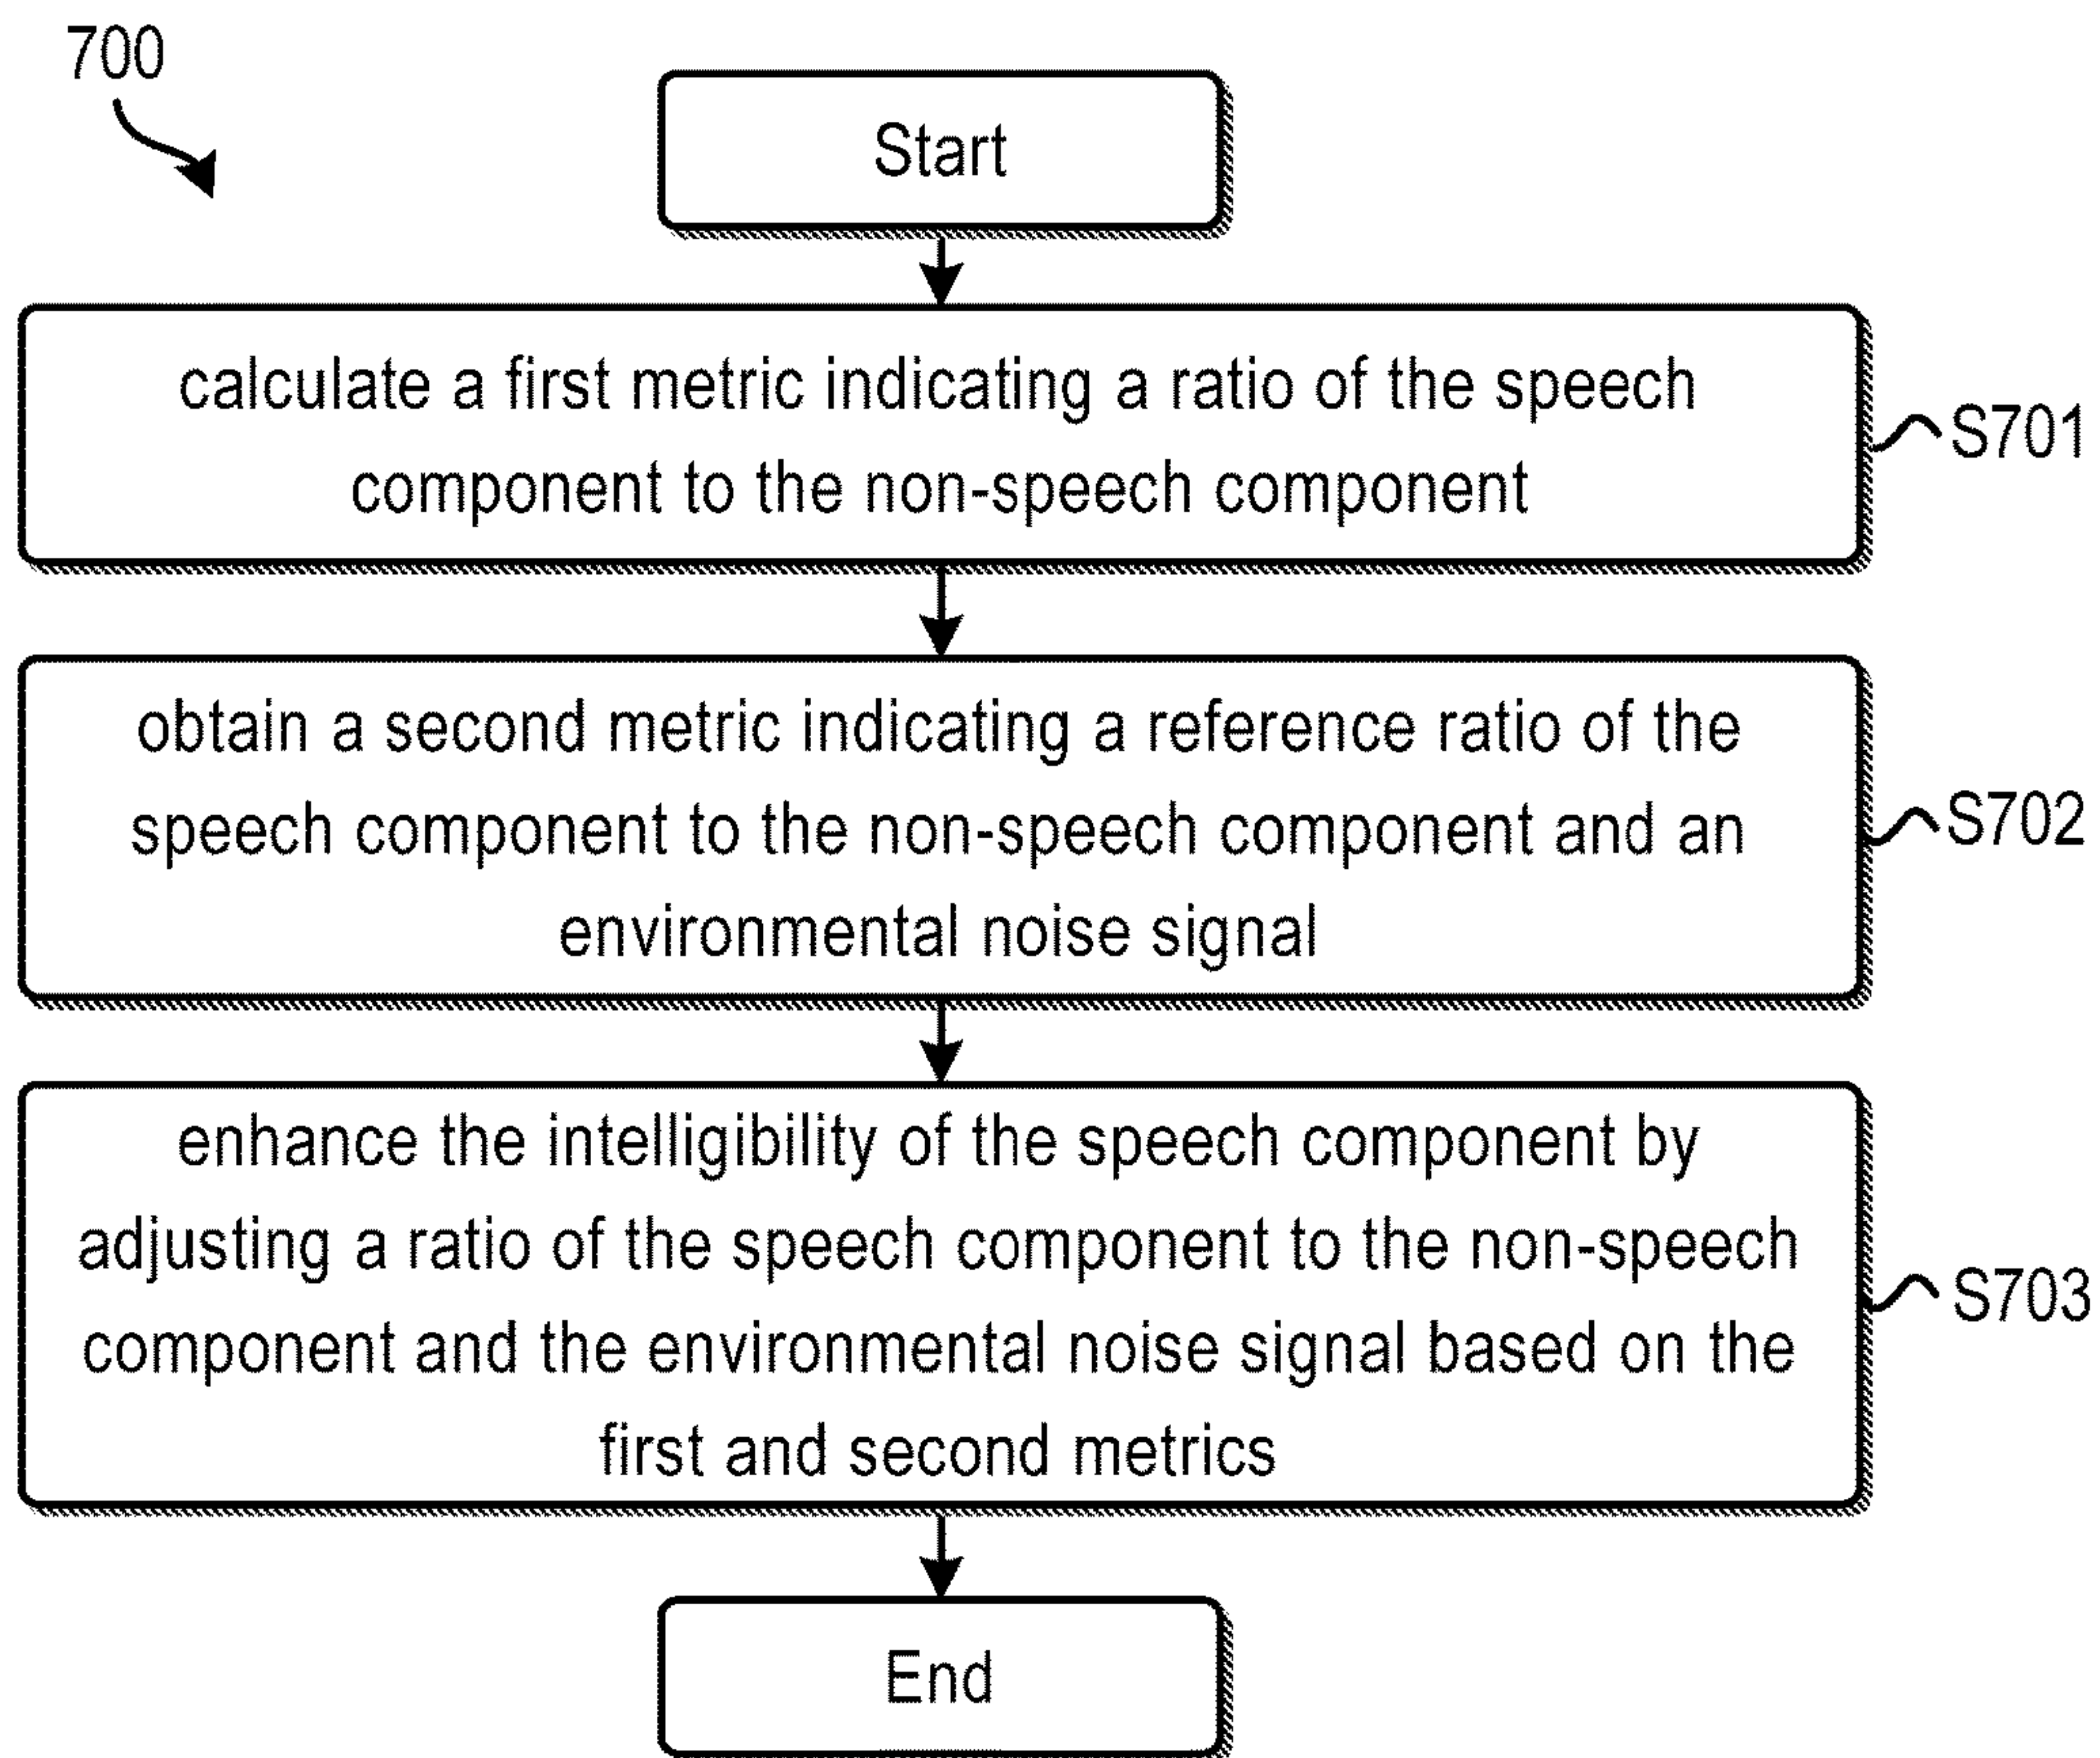 700
Start
calculate a first metric indicating a ratio of the speech
component to the non-speech component
S701
obtain a second metric indicating a reference ratio of the
speech component to the non-speech component and an
environmental noise signal
S702
enhance the intelligibility of the speech component by
adjusting a ratio of the speech component to the non-speech
component and the environmental noise signal based on the
first and second metrics
S703
End